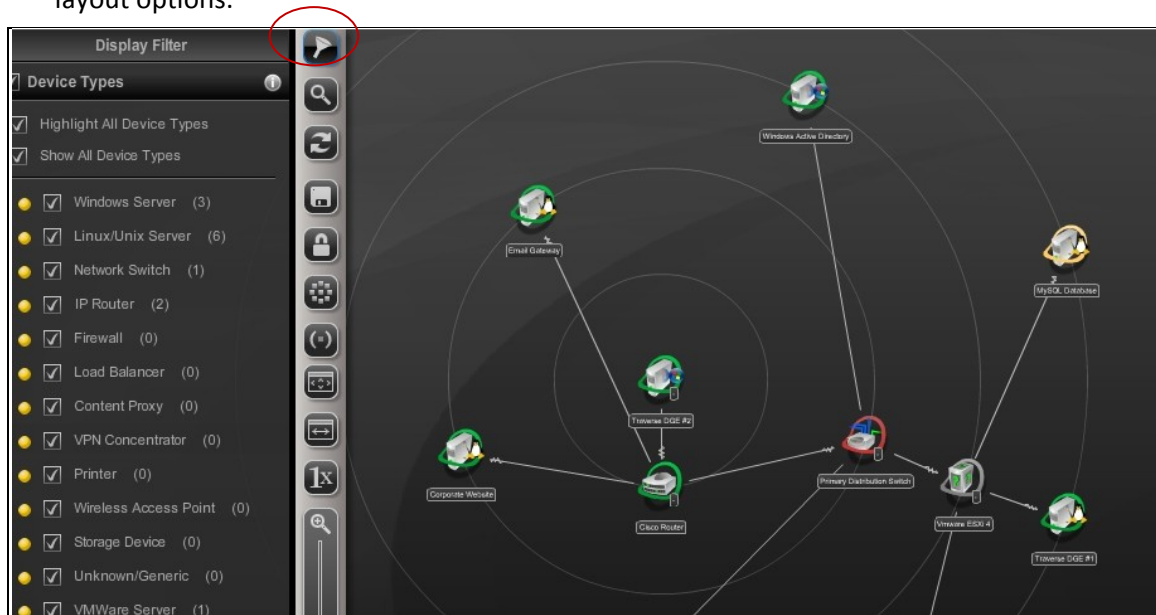 layout options.
Display Filter
Device Types
Highlight All Device Types
Show All Device Types
Windows Server (3)
Linux/Unix Server (6)
Network Switch (1)
IP Router (2)
Firewall (0)
Load Balancer (0)
Content Proxy (0)
VPN Concentrator (0)
Printer (0)
Wireless Access Point (0)
Storage Device (0)
Unknown/Generic (0)
VMWare Server (1)
1x
Windows Active Directory
Email Gateway
MySQL Database
Traverse DGE #2
Corporate Website
Cisco Router
Primary Distribution Switch
Vmware ESXi 4
Traverse DGE #1